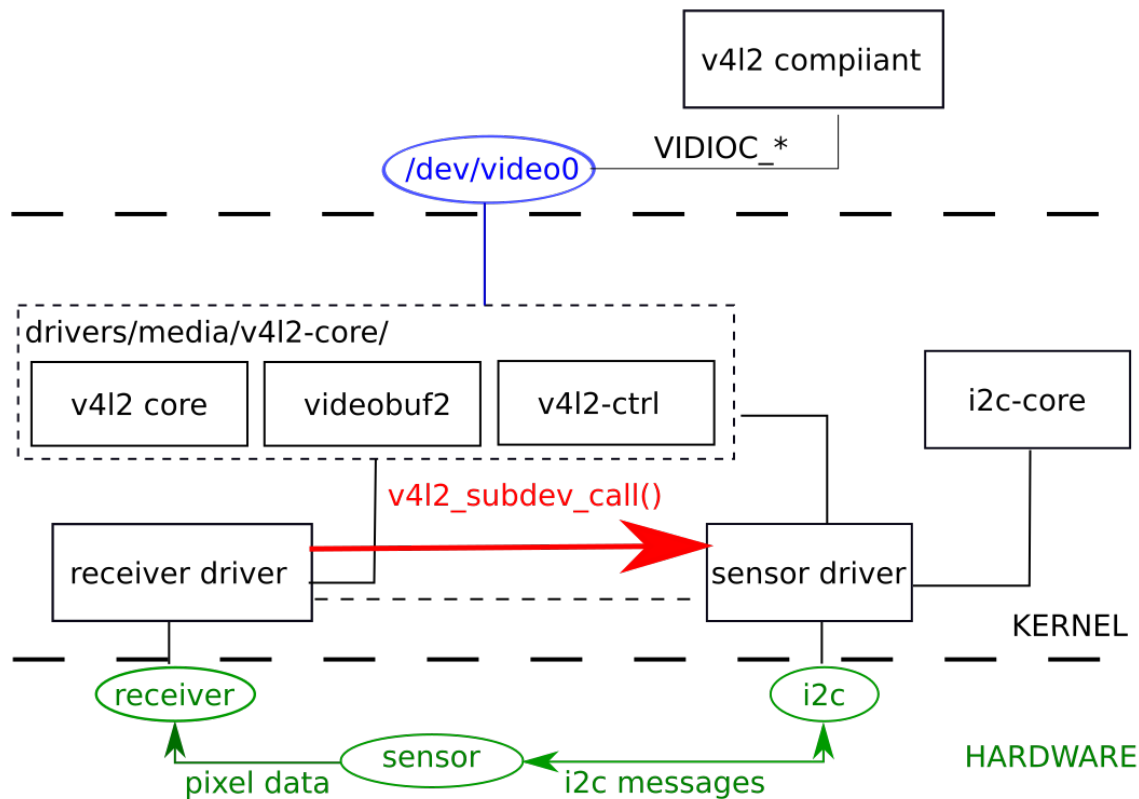 v4l2 compiiant
VIDIOC_*
/dev/video0
drivers/media/v4l2-core/
v4l2 core
videobuf2
v4l2-ctrl
i2c-core
v4l2_subdev_call()
receiver driver
sensor driver
KERNEL
receiver
i2c
sensor
HARDWARE
pixel data
i2c messages